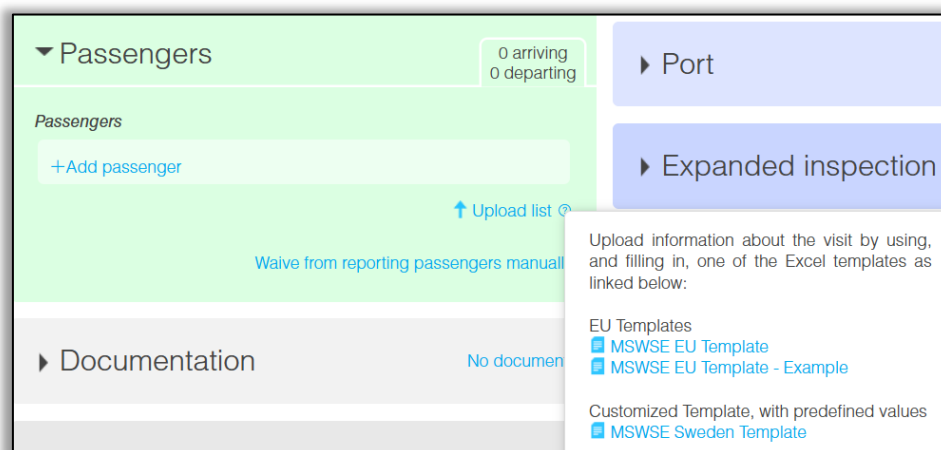 Passengers
0 arriving
0 departing
Passengers
+Add passenger
Upload list
Waive from reporting passengers manuall
Documentation
No documen
Port
Expanded inspection
Upload information about the visit by using,
and filling in, one of the Excel templates as
linked below:
EU Templates
MSWSE EU Template
MSWSE EU Template - Example
Customized Template, with predefined values
MSWSE Sweden Template